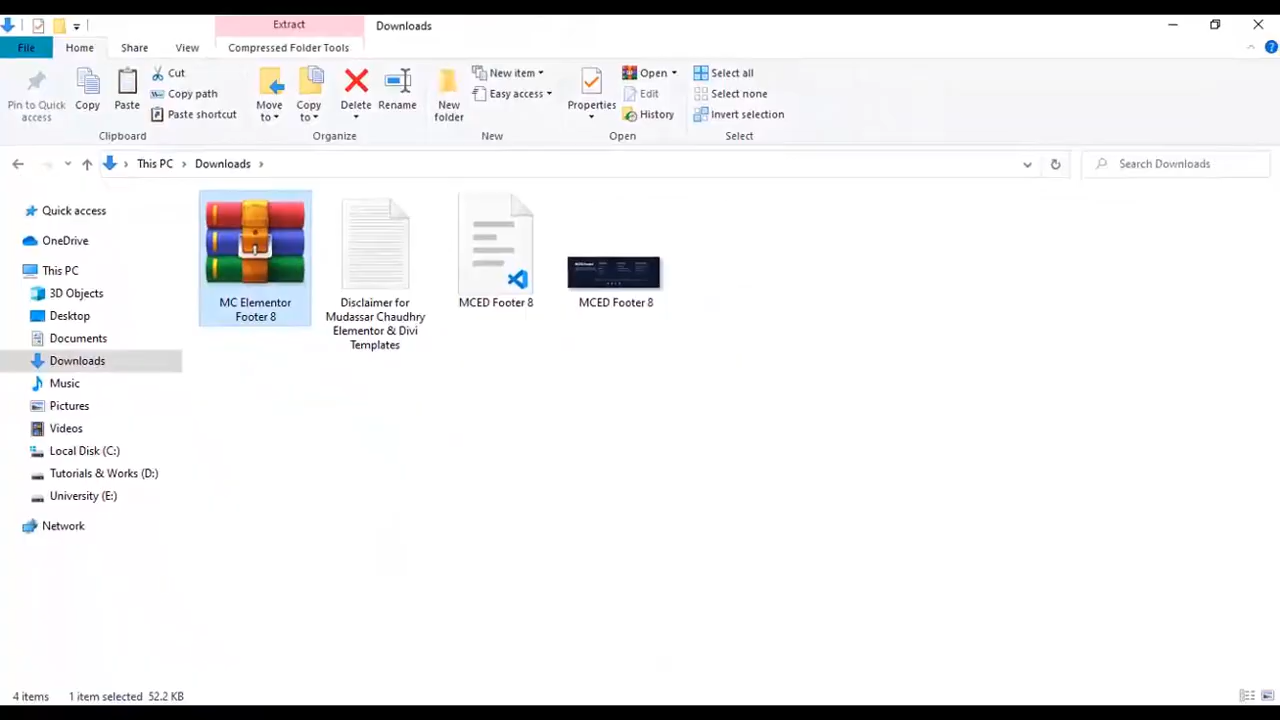 Extract
Downloads
File
Home
Share
View
Compressed Folder Tools
Pin to Quick
access
Copy
Paste
Cut
Copy path
Paste shortcut
Clipboard
Move
to
Copy
to
Delete
Rename
Organize
New
folder
New item
Easy access
New
Properties
Open
Edit
History
Open
Select all
Select none
Invert selection
Select
This PC
Downloads
Search Downloads
Quick access
OneDrive
This PC
3D Objects
Desktop
Documents
Downloads
Music
Pictures
Videos
Local Disk (C:)
Tutorials & Works (D:)
University (E:)
Network
MC Elementor
Footer 8
Disclaimer for
Mudassar Chaudhry
Elementor & Divi
Templates
MCED Footer 8
MCED Footer 8
4 items
1 item selected 52.2 KB